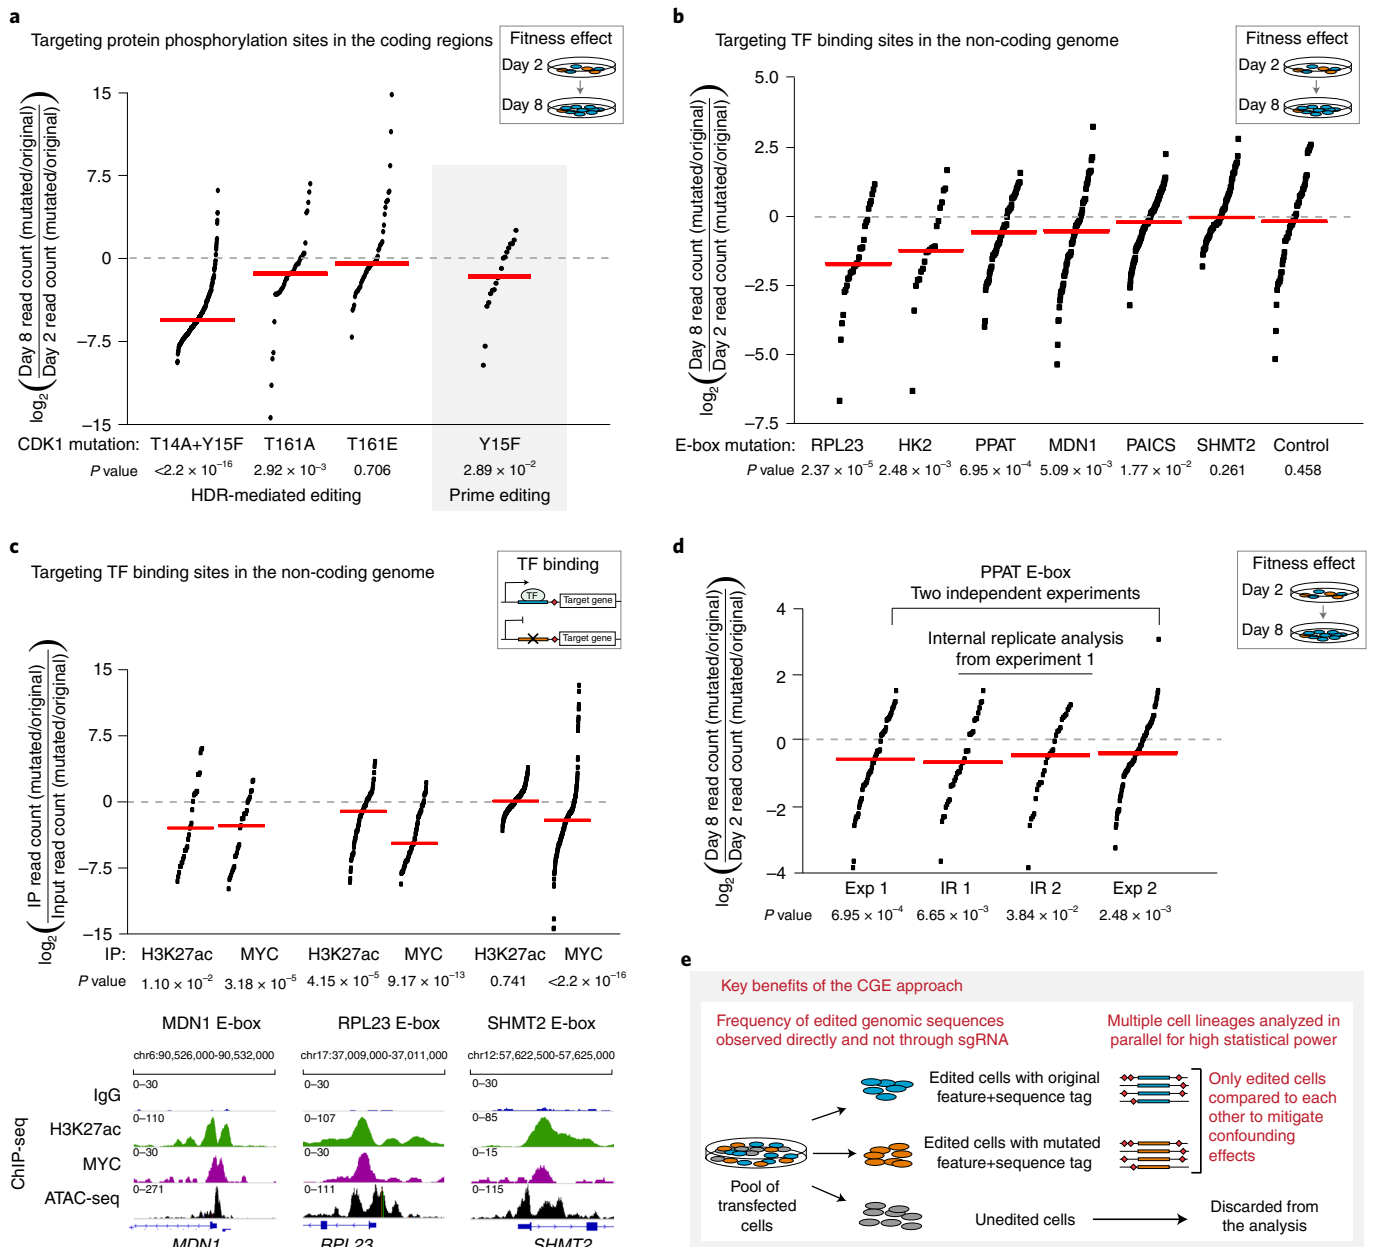 a
Targeting protein phosphorylation sites in the coding regions
Fitness effect
Day 2
Day 8
log2 ( Day 8 read count (mutated/original) / Day 2 read count (mutated/original) )
15
7.5
0
−7.5
−15
CDK1 mutation: T14A+Y15F T161A T161E Y15F
P value <2.2 × 10−16 2.92 × 10−3 0.706 2.89 × 10−2
HDR-mediated editing Prime editing
b
Targeting TF binding sites in the non-coding genome
Fitness effect
Day 2
Day 8
log2 ( Day 8 read count (mutated/original) / Day 2 read count (mutated/original) )
5.0
2.5
0
−2.5
−5.0
−7.5
E-box mutation: RPL23 HK2 PPAT MDN1 PAICS SHMT2 Control
P value 2.37 × 10−5 2.48 × 10−3 6.95 × 10−4 5.09 × 10−3 1.77 × 10−2 0.261 0.458
c
Targeting TF binding sites in the non-coding genome
TF binding
TF
Target gene
Target gene
log2 ( IP read count (mutated/original) / Input read count (mutated/original) )
15
7.5
0
−7.5
−15
IP: H3K27ac MYC H3K27ac MYC H3K27ac MYC
P value 1.10 × 10−2 3.18 × 10−5 4.15 × 10−5 9.17 × 10−13 0.741 <2.2 × 10−16
MDN1 E-box RPL23 E-box SHMT2 E-box
chr6:90,526,000-90,532,000 chr17:37,009,000-37,011,000 chr12:57,622,500-57,625,000
ChIP-seq
IgG 0–30 0–30 0–30
H3K27ac 0–110 0–107 0–85
MYC 0–30 0–30 0–15
ATAC-seq 0–271 0–111 0–115
MDN1 RPL23 SHMT2
d
PPAT E-box
Two independent experiments
Internal replicate analysis
from experiment 1
Fitness effect
Day 2
Day 8
log2 ( Day 8 read count (mutated/original) / Day 2 read count (mutated/original) )
4
2
0
−2
−4
Exp 1 IR 1 IR 2 Exp 2
P value 6.95 × 10−4 6.65 × 10−3 3.84 × 10−2 2.48 × 10−3
e
Key benefits of the CGE approach
Frequency of edited genomic sequences
observed directly and not through sgRNA
Multiple cell lineages analyzed in
parallel for high statistical power
Edited cells with original
feature+sequence tag
Edited cells with mutated
feature+sequence tag
Only edited cells
compared to each
other to mitigate
confounding
effects
Pool of
transfected
cells
Unedited cells
Discarded from
the analysis